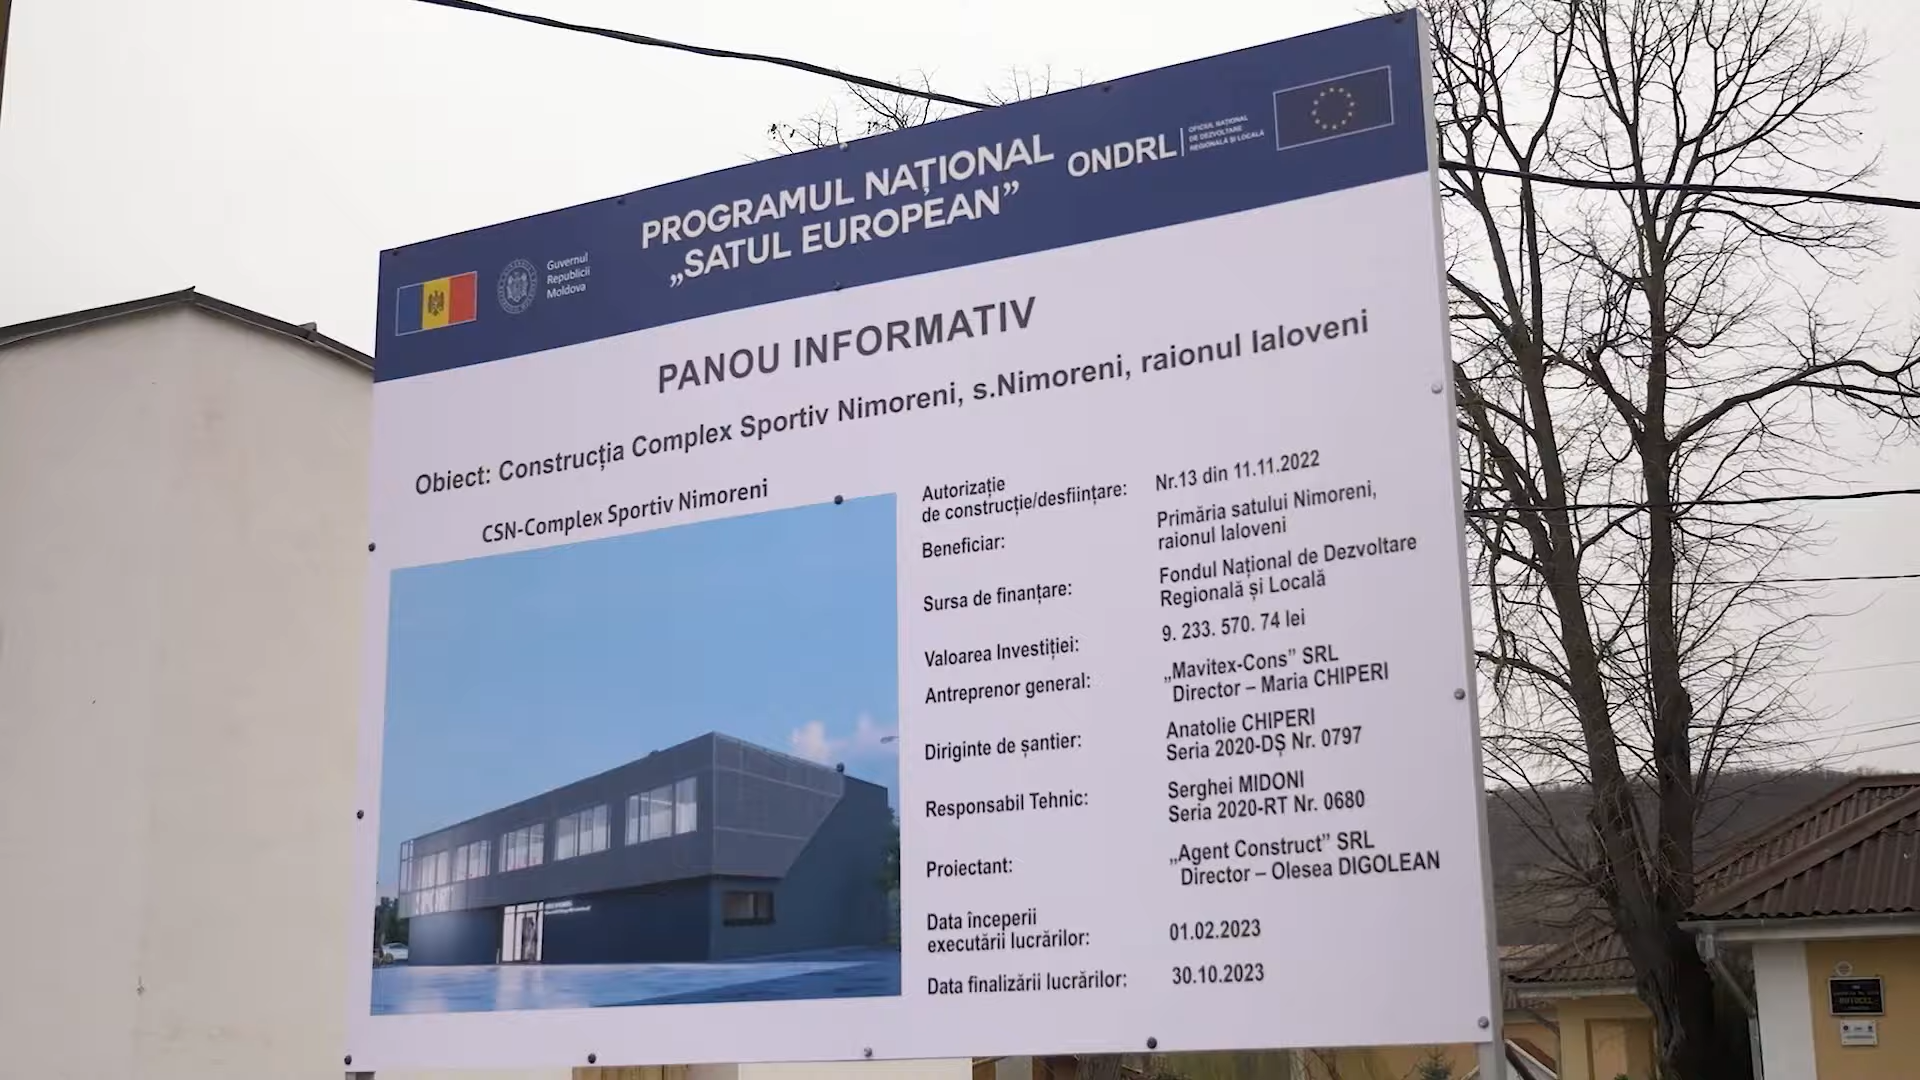 PROGRAMUL NAȚIONAL
„SATUL EUROPEAN”
ONDRL
OFICIUL NAȚIONAL
DE DEZVOLTARE
REGIONALĂ ȘI LOCALĂ
Guvernul
Republicii
Moldova
PANOU INFORMATIV
Obiect: Construcția Complex Sportiv Nimoreni, s.Nimoreni, raionul Ialoveni
CSN-Complex Sportiv Nimoreni
Autorizație
de construcție/desființare: Nr.13 din 11.11.2022
Beneficiar: Primăria satului Nimoreni,
raionul Ialoveni
Sursa de finanțare: Fondul Național de Dezvoltare
Regională și Locală
Valoarea Investiției: 9. 233. 570. 74 lei
Antreprenor general: „Mavitex-Cons” SRL
Director – Maria CHIPERI
Diriginte de șantier: Anatolie CHIPERI
Seria 2020-DȘ Nr. 0797
Responsabil Tehnic: Serghei MIDONI
Seria 2020-RT Nr. 0680
Proiectant: „Agent Construct” SRL
Director – Olesea DIGOLEAN
Data începerii
executării lucrărilor: 01.02.2023
Data finalizării lucrărilor: 30.10.2023